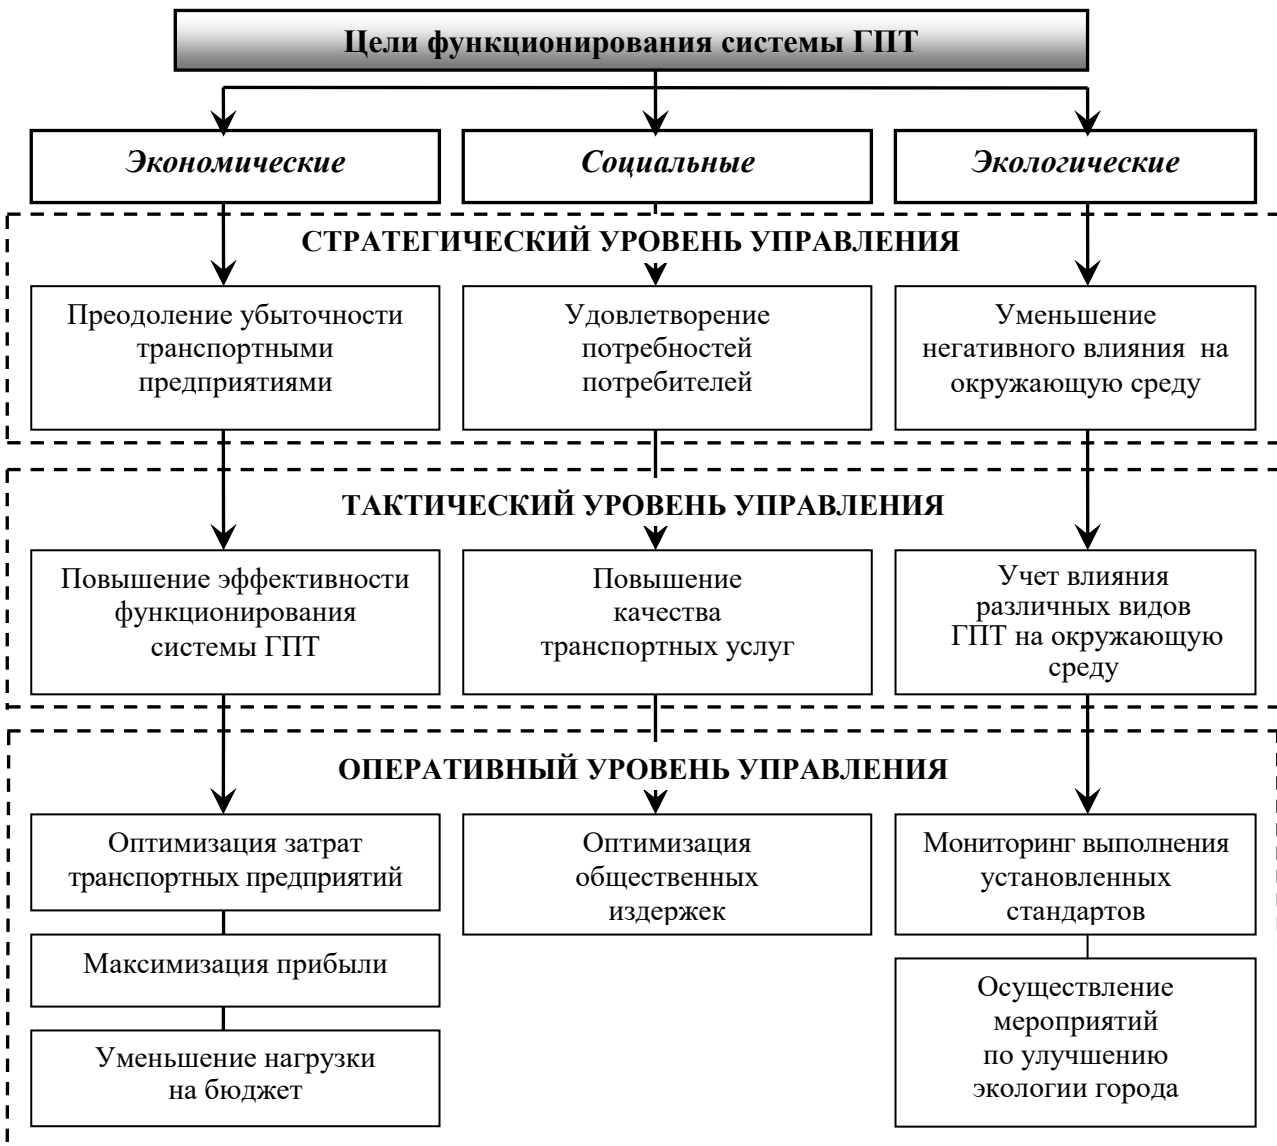 Цели функционирования системы ГПТ
Экономические
Социальные
Экологические
СТРАТЕГИЧЕСКИЙ УРОВЕНЬ УПРАВЛЕНИЯ
Преодоление убыточности
транспортными
предприятиями
Удовлетворение
потребностей
потребителей
Уменьшение
негативного влияния на
окружающую среду
ТАКТИЧЕСКИЙ УРОВЕНЬ УПРАВЛЕНИЯ
Повышение эффективности
функционирования
системы ГПТ
Повышение
качества
транспортных услуг
Учет влияния
различных видов
ГПТ на окружающую
среду
ОПЕРАТИВНЫЙ УРОВЕНЬ УПРАВЛЕНИЯ
Оптимизация затрат
транспортных предприятий
Оптимизация
общественных
издержек
Мониторинг выполнения
установленных
стандартов
Максимизация прибыли
Уменьшение нагрузки
на бюджет
Осуществление
мероприятий
по улучшению
экологии города